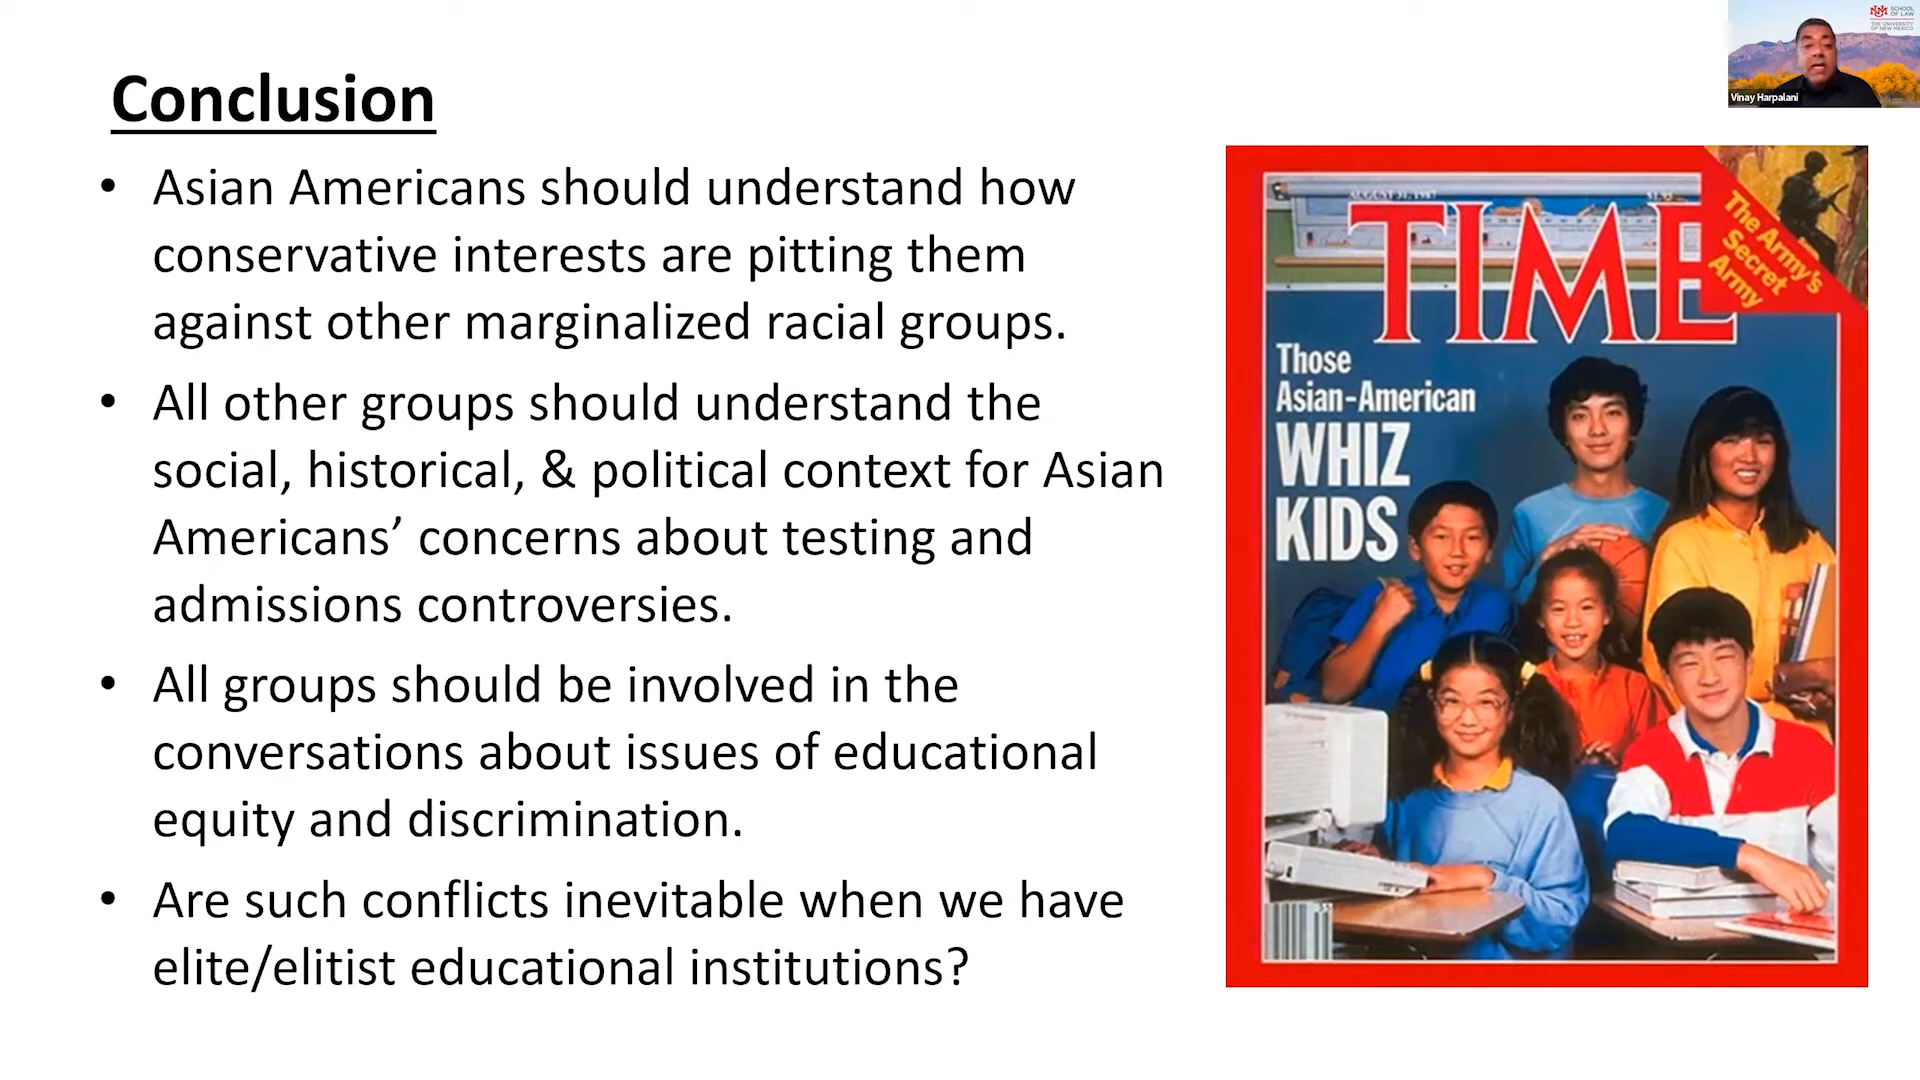 Conclusion
• Asian Americans should understand how
conservative interests are pitting them
against other marginalized racial groups.
• All other groups should understand the
social, historical, & political context for Asian
Americans’ concerns about testing and
admissions controversies.
• All groups should be involved in the
conversations about issues of educational
equity and discrimination.
• Are such conflicts inevitable when we have
elite/elitist educational institutions?
UNM SCHOOL
OF LAW
THE UNIVERSITY
OF NEW MEXICO
Vinay Harpalani
AUGUST 31, 1987
TIME
The Army's
Secret
Army
Those
Asian-American
WHIZ
KIDS